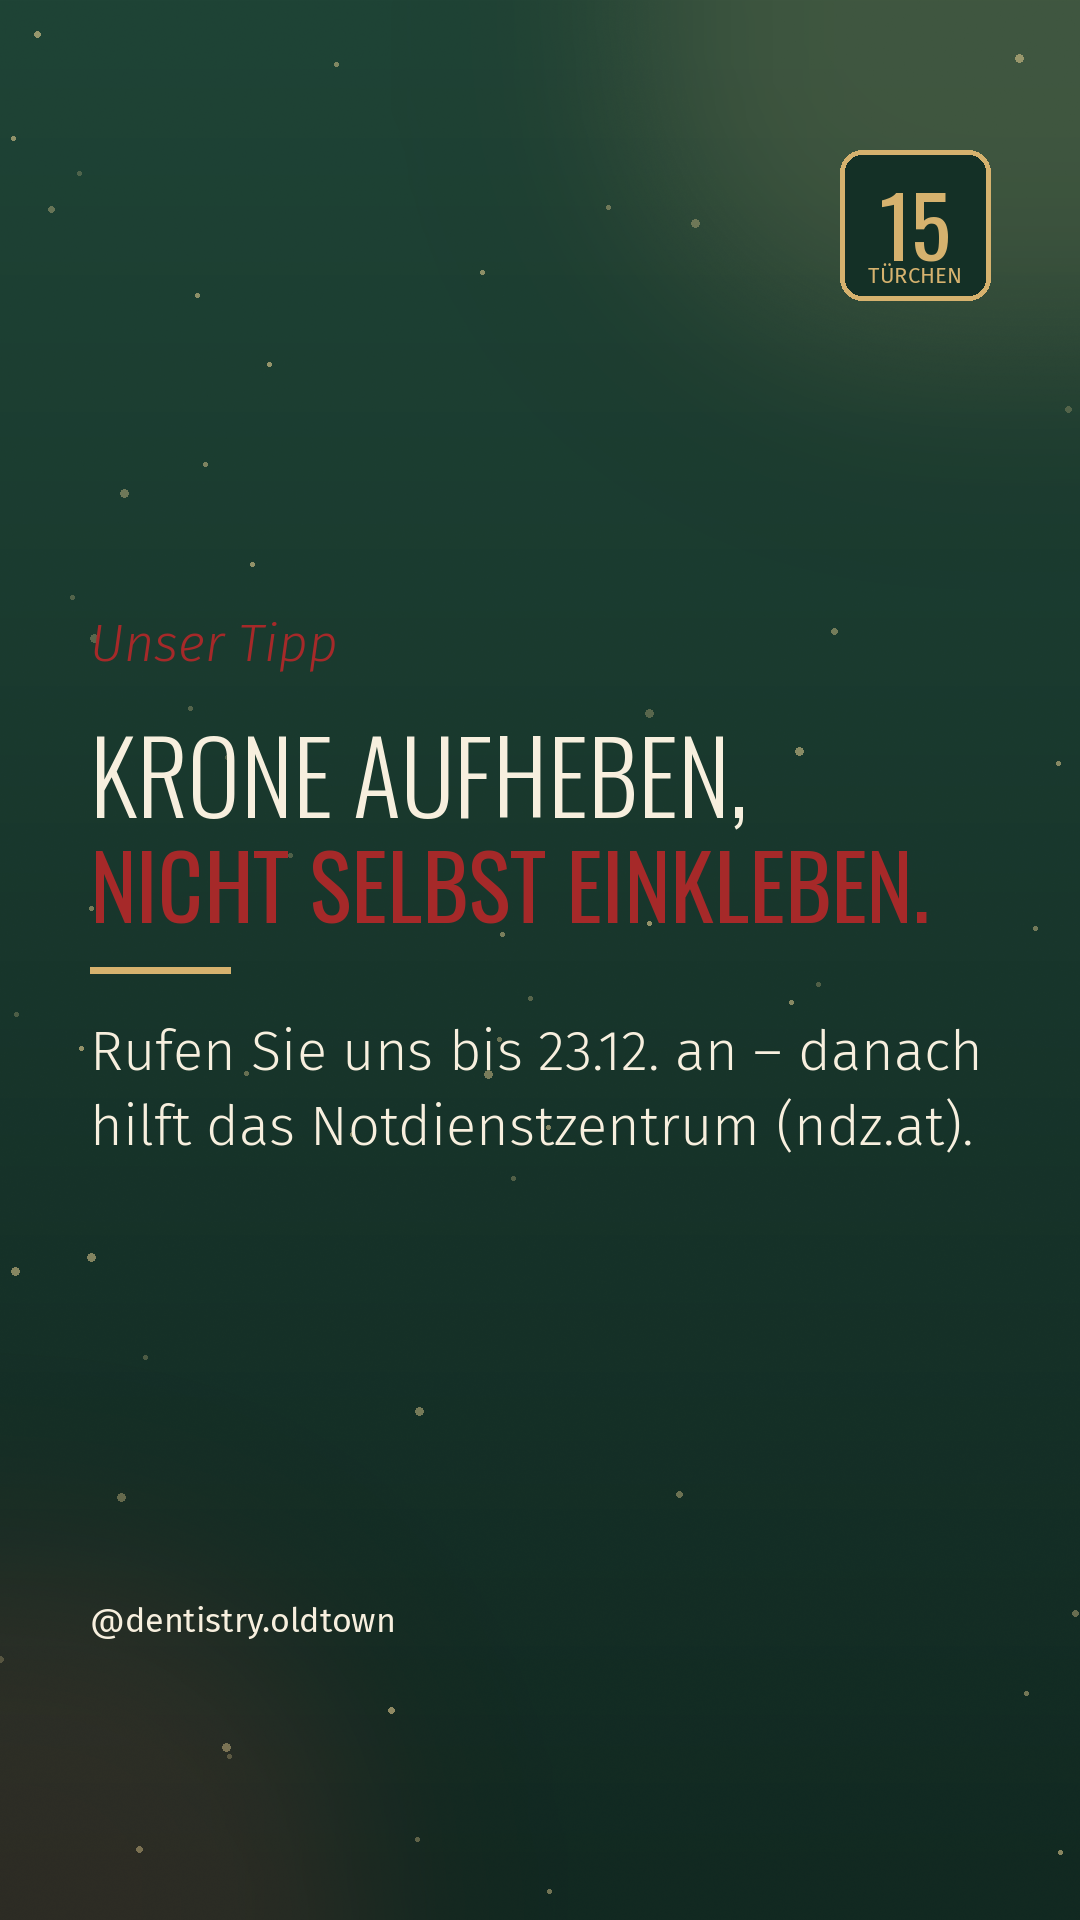 15
TÜRCHEN
Unser Tipp
KRONE AUFHEBEN,
NICHT SELBST EINKLEBEN.
Rufen Sie uns bis 23.12. an – danach
hilft das Notdienstzentrum (ndz.at).
@dentistry.oldtown